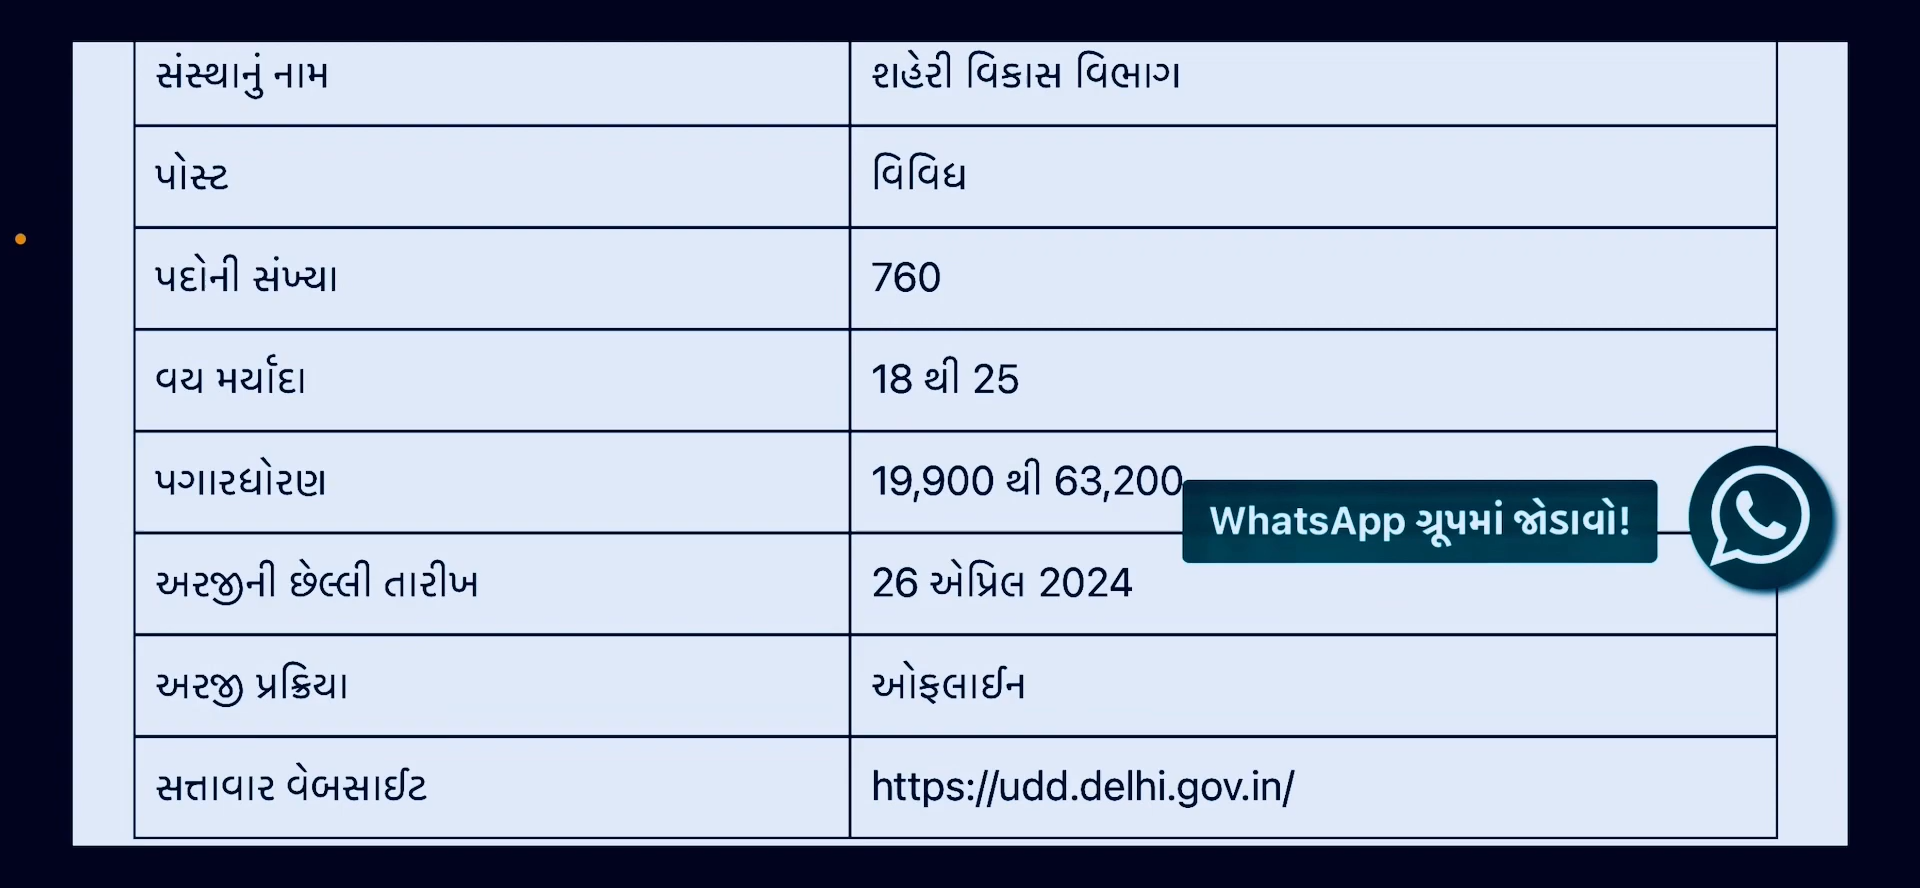 સંસ્થાનું નામ શહેરી વિકાસ વિભાગ
પોસ્ટ વિવિધ
પદોની સંખ્યા 760
વય મર્યાદા 18 થી 25
પગારધોરણ 19,900 થી 63,200
WhatsApp ગ્રૂપમાં જોડાવો!
અરજીની છેલ્લી તારીખ 26 એપ્રિલ 2024
અરજી પ્રક્રિયા ઓફલાઈન
સત્તાવાર વેબસાઈટ https://udd.delhi.gov.in/